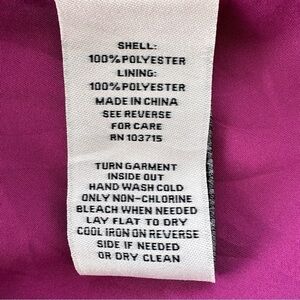 SHELL:
100% POLYESTER
LINING:
100% POLYESTER
MADE IN CHINA
SEE REVERSE
FOR CARE
RN 103715
TURN GARMENT
INSIDE OUT
HAND WASH COLD
ONLY NON-CHLORINE
BLEACH WHEN NEEDED
LAY FLAT TO DRY
COOL IRON ON REVERSE
SIDE IF NEEDED
OR DRY CLEAN